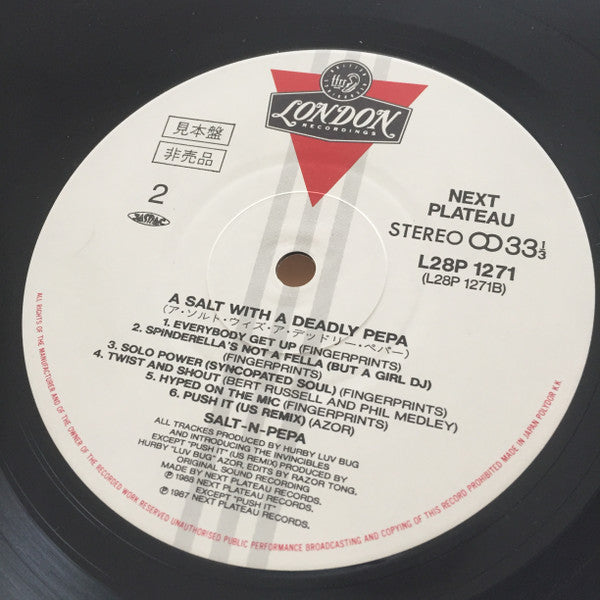 LONDON
RECORDINGS
見本盤
非売品
2
JASRAC
NEXT
PLATEAU
STEREO 33 1/3
L28P 1271
(L28P 1271B)
A SALT WITH A DEADLY PEPA
(ア・ソルト・ウィズ・ア・デッドリー・ペパー)
1. EVERYBODY GET UP (FINGERPRINTS)
2. SPINDERELLA'S NOT A FELLA (BUT A GIRL DJ)
(FINGERPRINTS)
3. SOLO POWER (SYNCOPATED SOUL) (FINGERPRINTS)
4. TWIST AND SHOUT (BERT RUSSELL AND PHIL MEDLEY)
5. HYPED ON THE MIC (FINGERPRINTS)
6. PUSH IT (US REMIX) (AZOR)
SALT-N-PEPA
ALL TRACKES PRODUCED BY HURBY LUV BUG
AND INTRODUCING THE INVINCIBLES
EXCEPT "PUSH IT" (US REMIX) PRODUCED BY
HURBY "LUV BUG" AZOR, EDITS BY RAZOR TONG.
ORIGINAL SOUND RECORDING
MADE BY NEXT PLATEAU RECORDS.
℗ 1988 NEXT PLATEAU RECORDS.
EXCEPT "PUSH IT"
℗ 1987 NEXT PLATEAU RECORDS.
ALL RIGHTS OF THE MANUFACTURER AND OF THE OWNER OF THE RECORDED WORK RESERVED UNAUTHORISED PUBLIC PERFORMANCE BROADCASTING AND COPYING OF THIS RECORD PROHIBITED MADE IN JAPAN POLYDOR K.K.